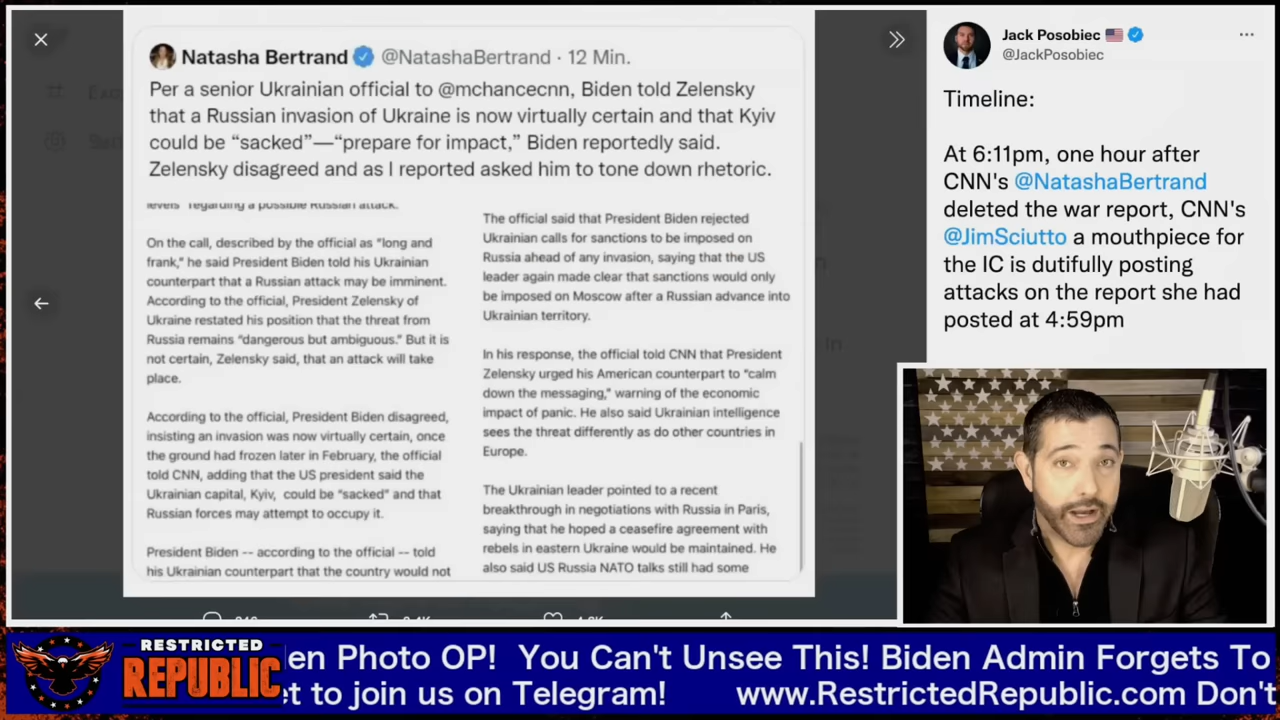 Natasha Bertrand @NatashaBertrand · 12 Min.
Per a senior Ukrainian official to @mchancecnn, Biden told Zelensky
that a Russian invasion of Ukraine is now virtually certain and that Kyiv
could be “sacked”—“prepare for impact,” Biden reportedly said.
Zelensky disagreed and as I reported asked him to tone down rhetoric.
levels" regarding a possible Russian attack.
On the call, described by the official as “long and
frank,” he said President Biden told his Ukrainian
counterpart that a Russian attack may be imminent.
According to the official, President Zelensky of
Ukraine restated his position that the threat from
Russia remains “dangerous but ambiguous.” But it is
not certain, Zelensky said, that an attack will take
place.
According to the official, President Biden disagreed,
insisting an invasion was now virtually certain, once
the ground had frozen later in February, the official
told CNN, adding that the US president said the
Ukrainian capital, Kyiv, could be “sacked” and that
Russian forces may attempt to occupy it.
President Biden -- according to the official -- told
his Ukrainian counterpart that the country would not
The official said that President Biden rejected
Ukrainian calls for sanctions to be imposed on
Russia ahead of any invasion, saying that the US
leader again made clear that sanctions would only
be imposed on Moscow after a Russian advance into
Ukrainian territory.
In his response, the official told CNN that President
Zelensky urged his American counterpart to “calm
down the messaging,” warning of the economic
impact of panic. He also said Ukrainian intelligence
sees the threat differently as do other countries in
Europe.
The Ukrainian leader pointed to a recent
breakthrough in negotiations with Russia in Paris,
saying that he hoped a ceasefire agreement with
rebels in eastern Ukraine would be maintained. He
also said US Russia NATO talks still had some
Jack Posobiec
@JackPosobiec
Timeline:
At 6:11pm, one hour after
CNN's @NatashaBertrand
deleted the war report, CNN's
@JimSciutto a mouthpiece for
the IC is dutifully posting
attacks on the report she had
posted at 4:59pm
RESTRICTED
REPUBLIC
en Photo OP! You Can't Unsee This! Biden Admin Forgets To
et to join us on Telegram! www.RestrictedRepublic.com Don't